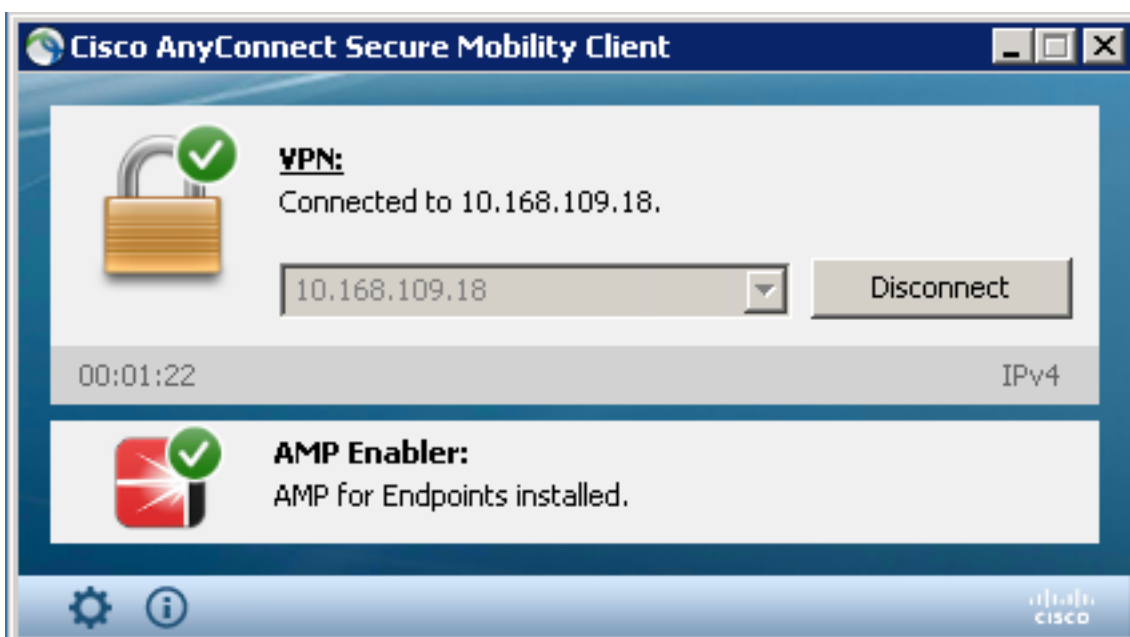 Cisco AnyConnect Secure Mobility Client
VPN:
Connected to 10.168.109.18.
10.168.109.18
Disconnect
00:01:22
IPv4
AMP Enabler:
AMP for Endpoints installed.
CISCO